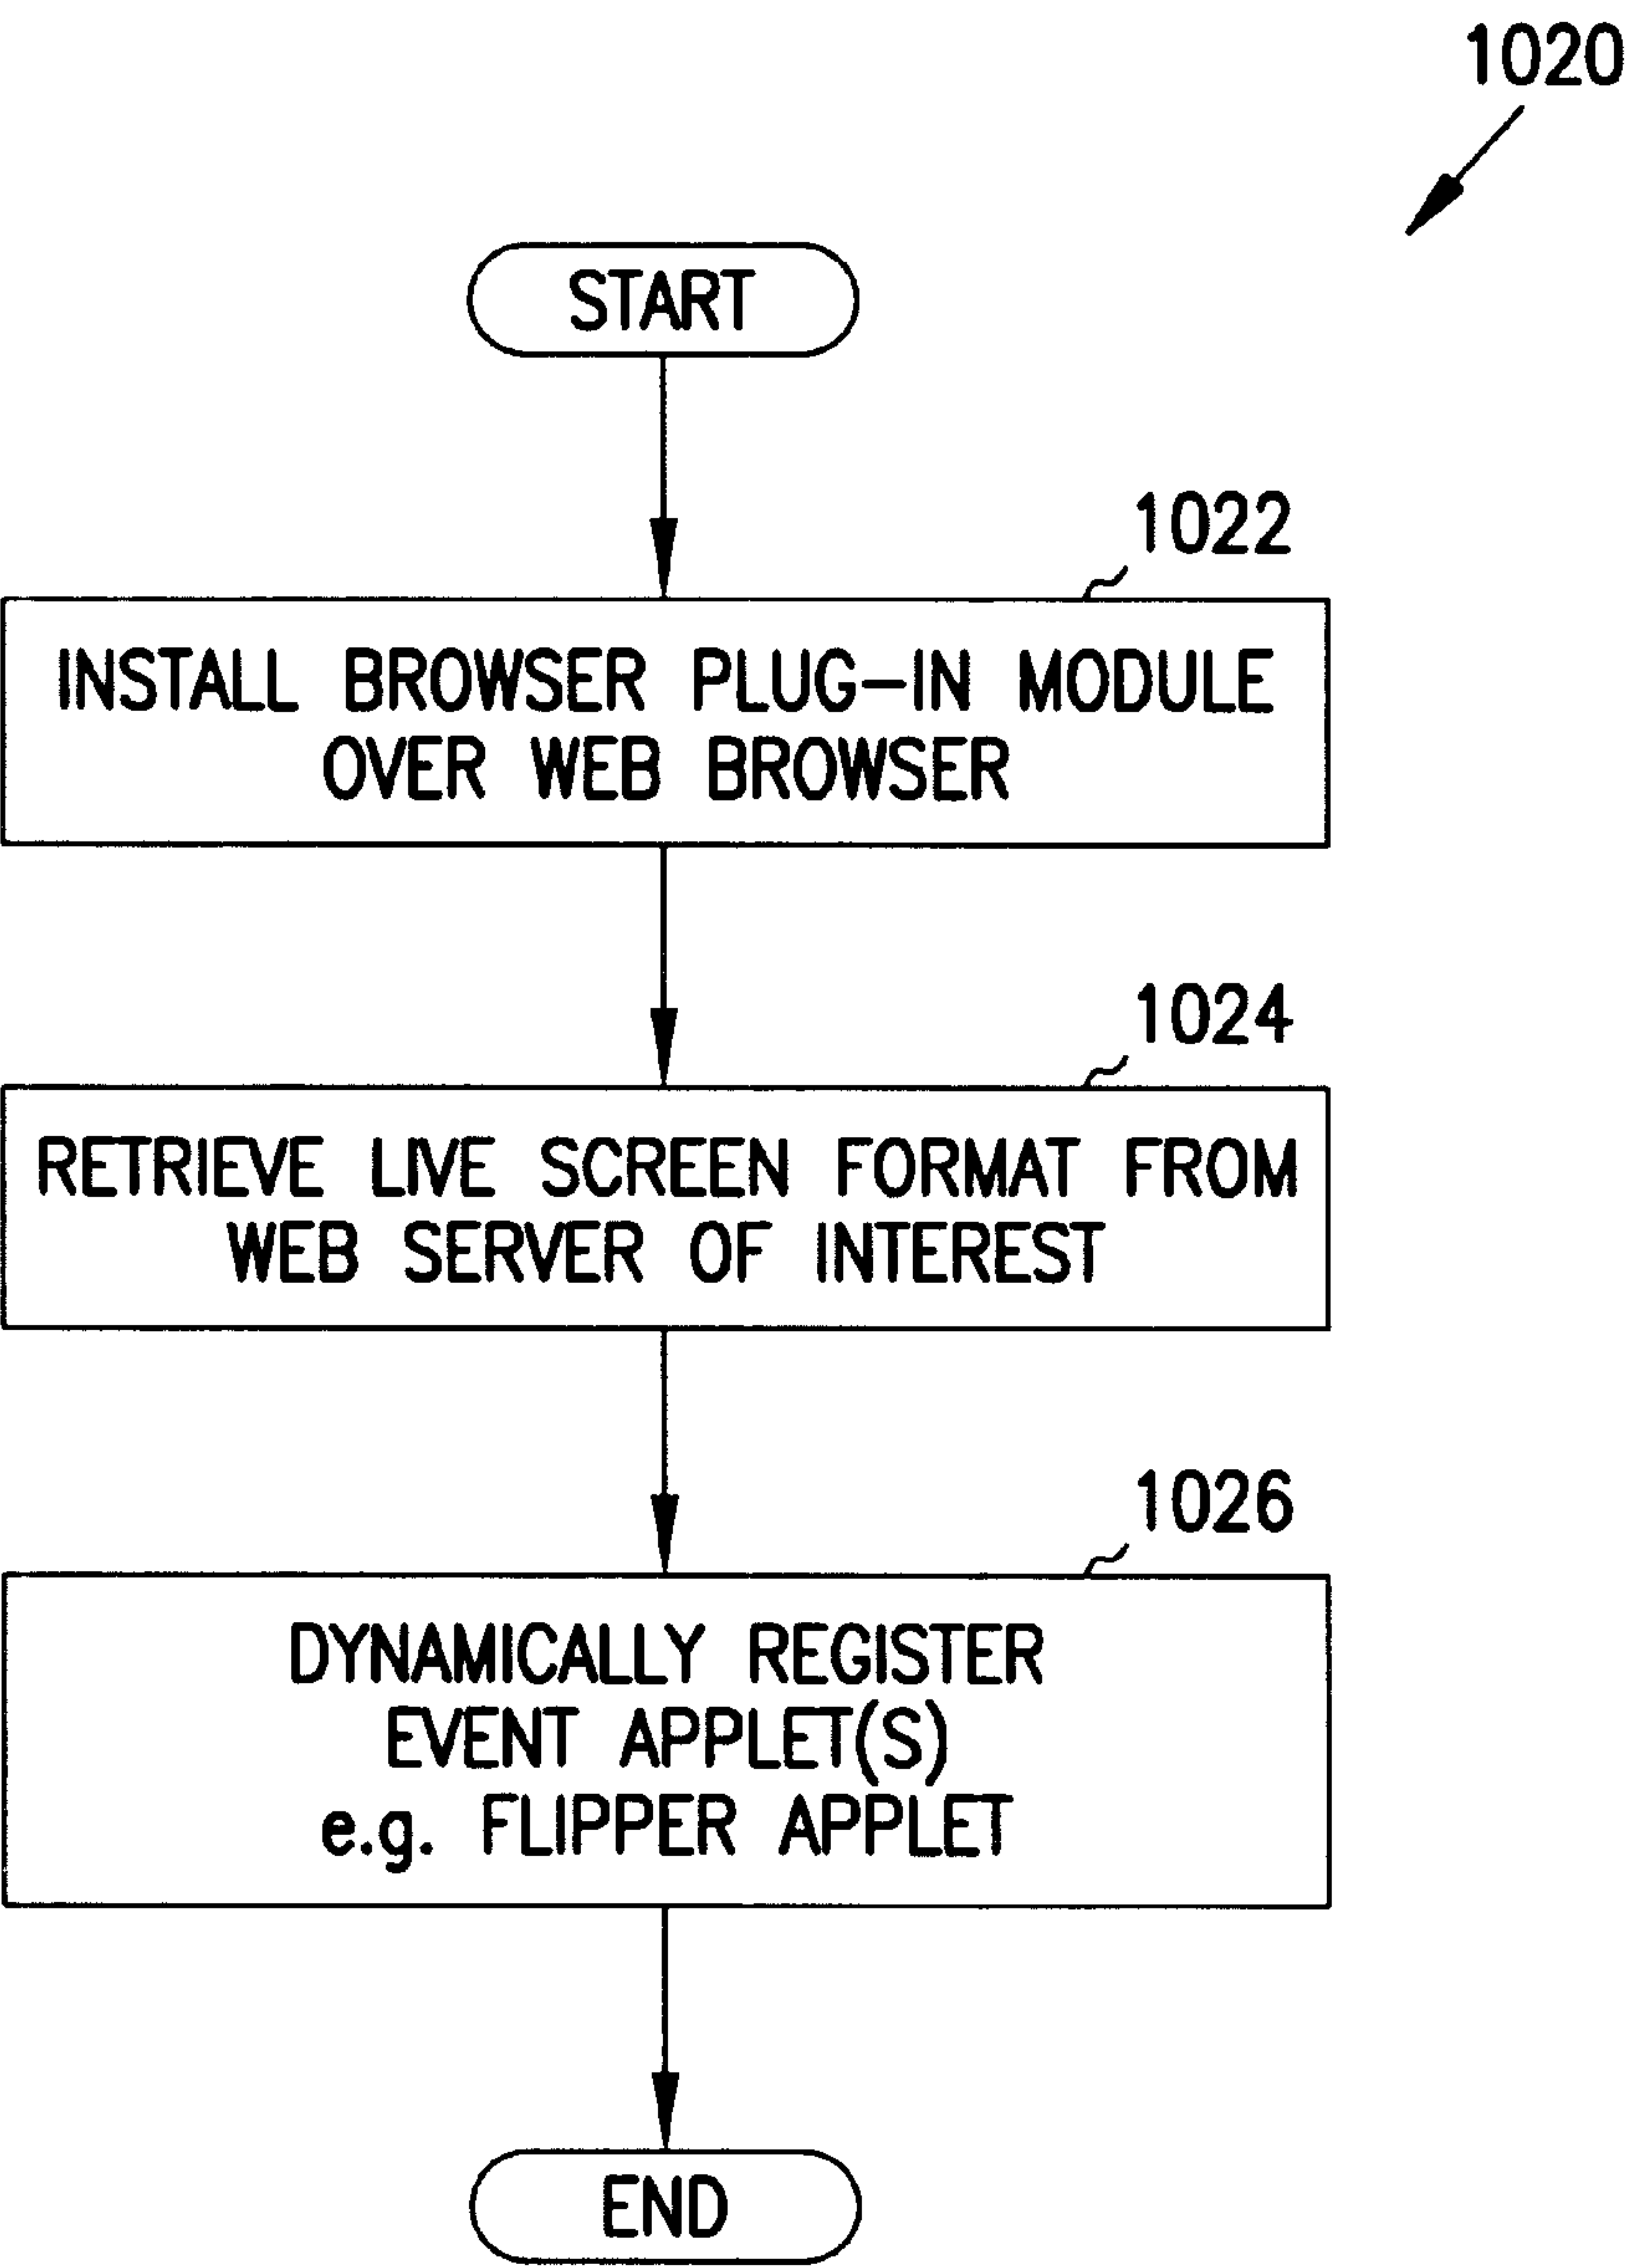 1020
START
1022
INSTALL BROWSER PLUG-IN MODULE
OVER WEB BROWSER
1024
RETRIEVE LIVE SCREEN FORMAT FROM
WEB SERVER OF INTEREST
1026
DYNAMICALLY REGISTER
EVENT APPLET(S)
e.g. FLIPPER APPLET
END